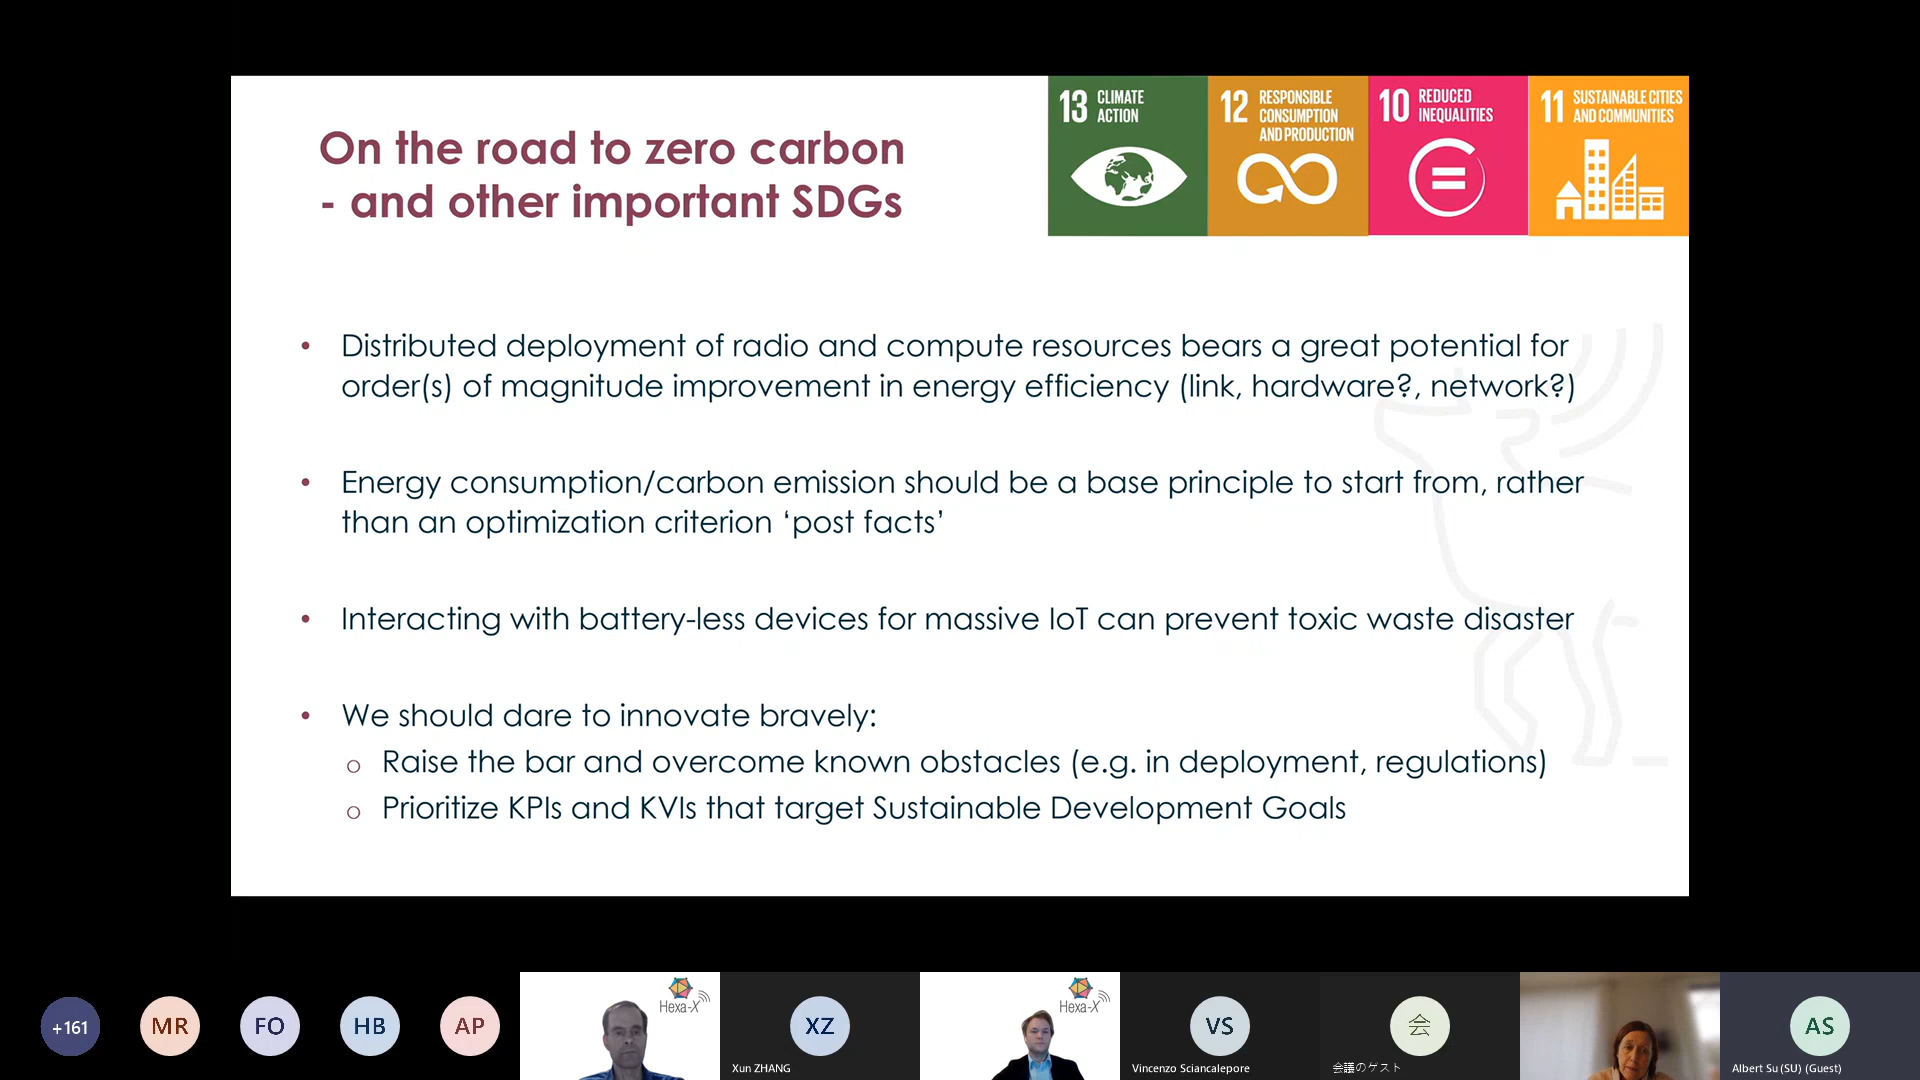 On the road to zero carbon
- and other important SDGs
13 CLIMATE
ACTION
12 RESPONSIBLE
CONSUMPTION
AND PRODUCTION
10 REDUCED
INEQUALITIES
11 SUSTAINABLE CITIES
AND COMMUNITIES
• Distributed deployment of radio and compute resources bears a great potential for
order(s) of magnitude improvement in energy efficiency (link, hardware?, network?)
• Energy consumption/carbon emission should be a base principle to start from, rather
than an optimization criterion ‘post facts’
• Interacting with battery-less devices for massive IoT can prevent toxic waste disaster
• We should dare to innovate bravely:
o Raise the bar and overcome known obstacles (e.g. in deployment, regulations)
o Prioritize KPIs and KVIs that target Sustainable Development Goals
+161
MR
FO
HB
AP
Hexa-X
XZ
Xun ZHANG
Hexa-X
VS
Vincenzo Sciancalepore
会
会議のゲスト
AS
Albert Su (SU) (Guest)